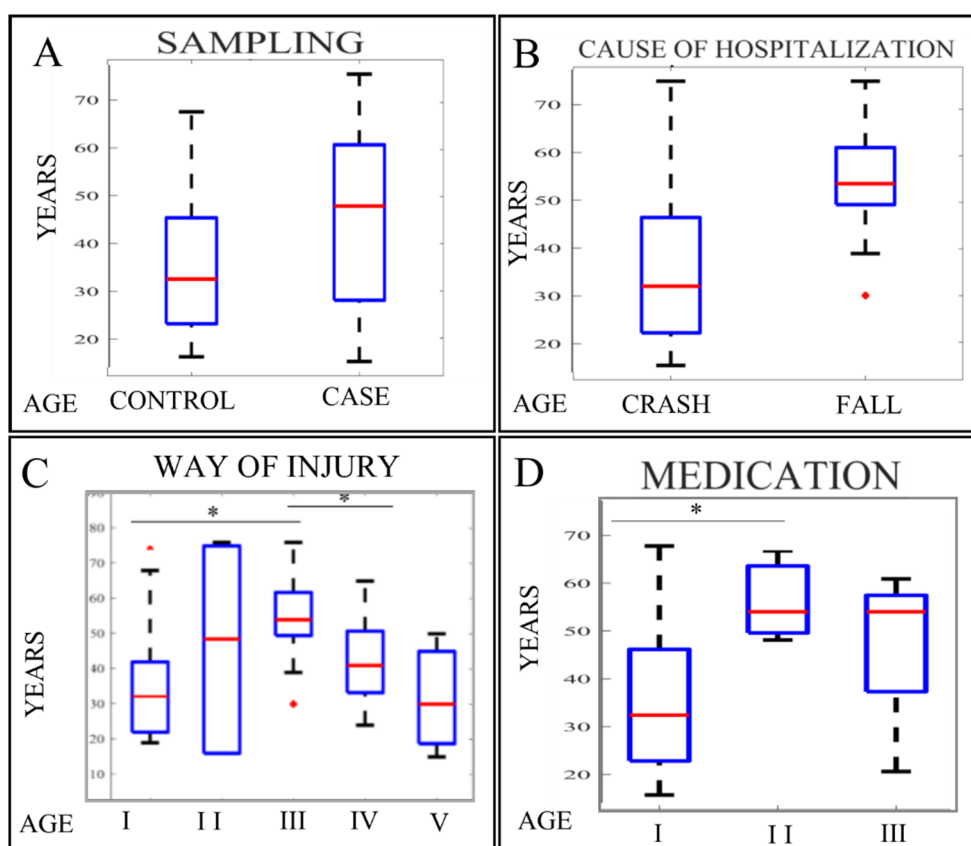 A
SAMPLING
YEARS
70
60
50
40
30
20
AGE CONTROL CASE
B
CAUSE OF HOSPITALIZATION
YEARS
70
60
50
40
30
20
AGE CRASH FALL
C
WAY OF INJURY
YEARS
* *
80
70
60
50
40
30
20
10
AGE I I I III IV V
D
MEDICATION
YEARS
*
70
60
50
40
30
20
AGE I I I III